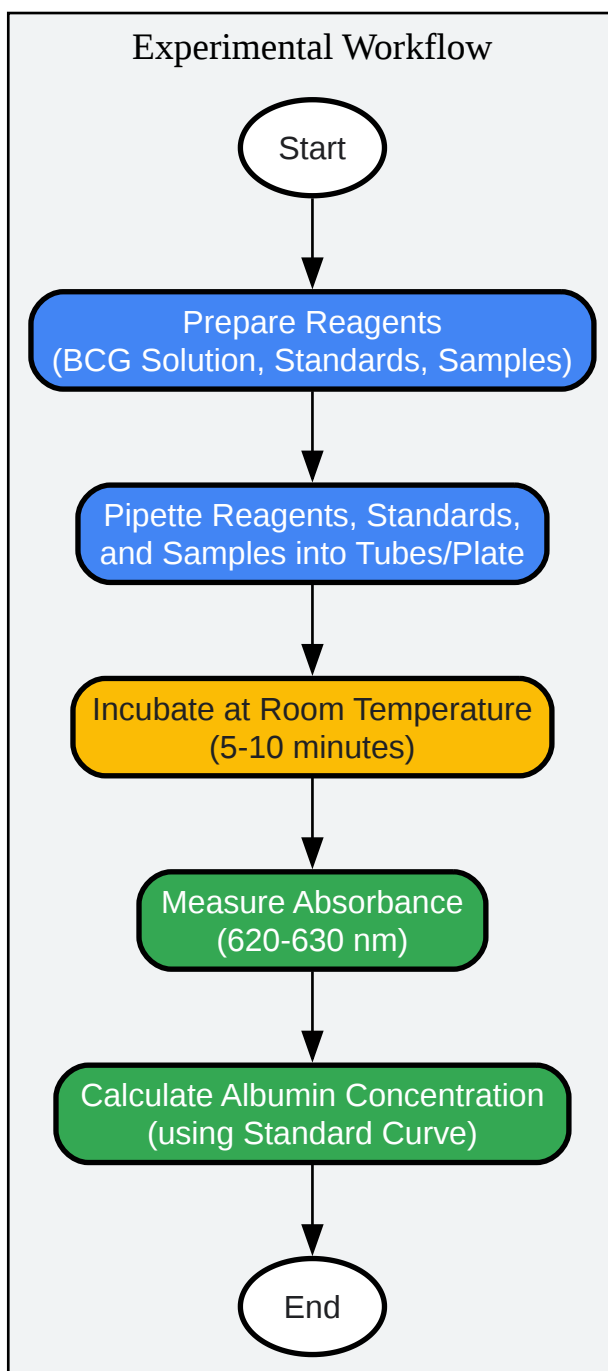 Experimental Workflow
Start
Prepare Reagents
(BCG Solution, Standards, Samples)
Pipette Reagents, Standards,
and Samples into Tubes/Plate
Incubate at Room Temperature
(5-10 minutes)
Measure Absorbance
(620-630 nm)
Calculate Albumin Concentration
(using Standard Curve)
End